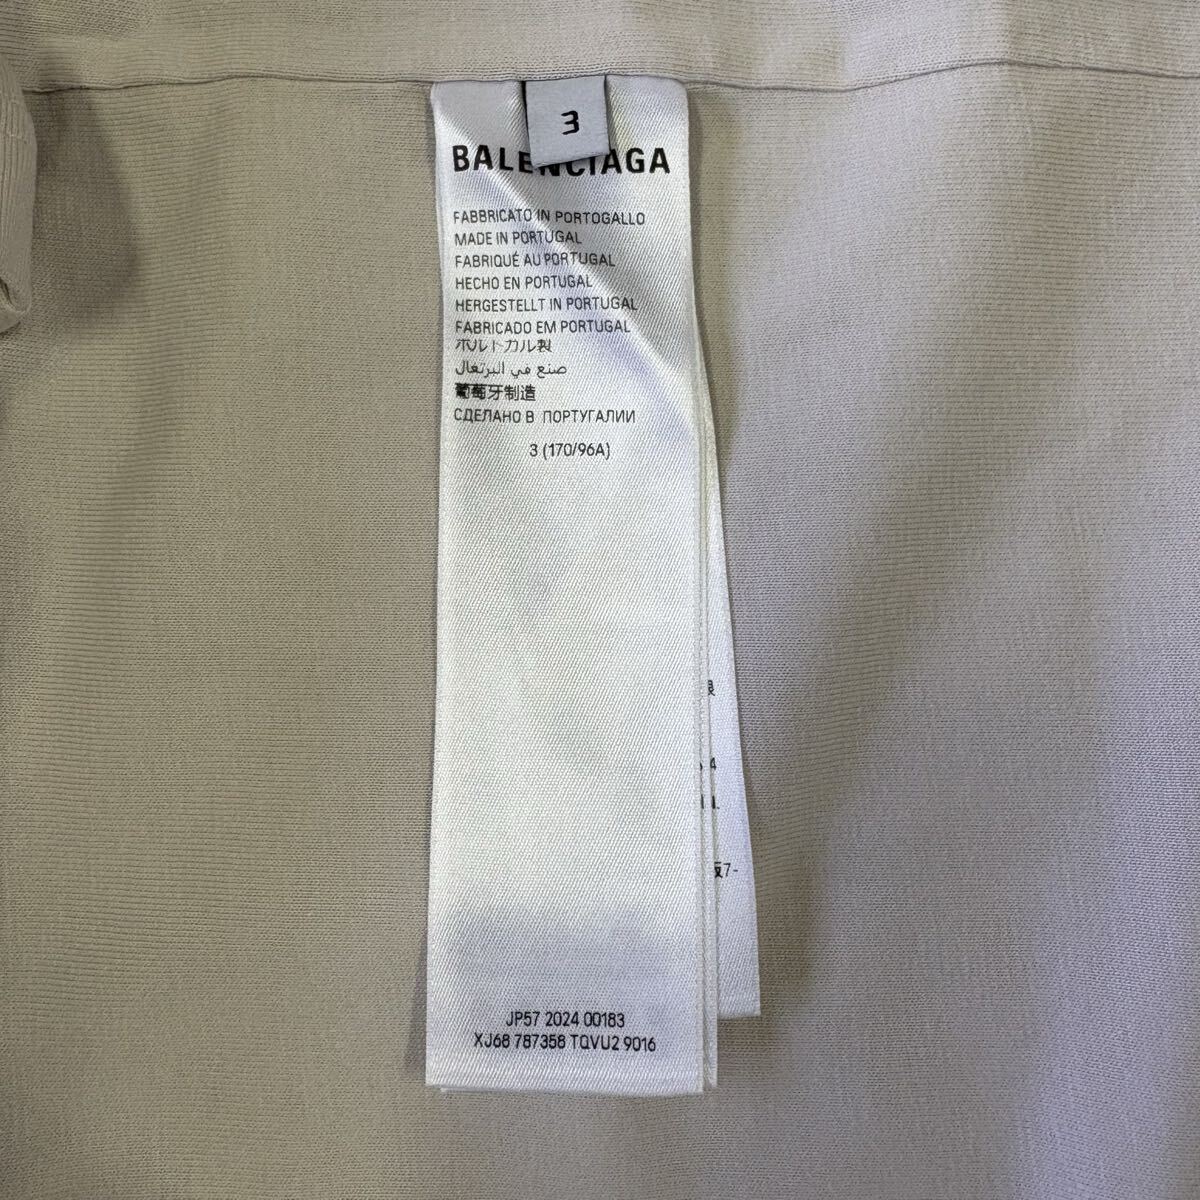 3
BALENCIAGA
FABBRICATO IN PORTOGALLO
MADE IN PORTUGAL
FABRIQUÉ AU PORTUGAL
HECHO EN PORTUGAL
HERGESTELLT IN PORTUGAL
FABRICADO EM PORTUGAL
ポルトガル製
صنع في البرتغال
葡萄牙制造
СДЕЛАНО В ПОРТУГАЛИИ
3 (170/96A)
4
7-
JP57 2024 00183
XJ68 787358 TQVU2 9016